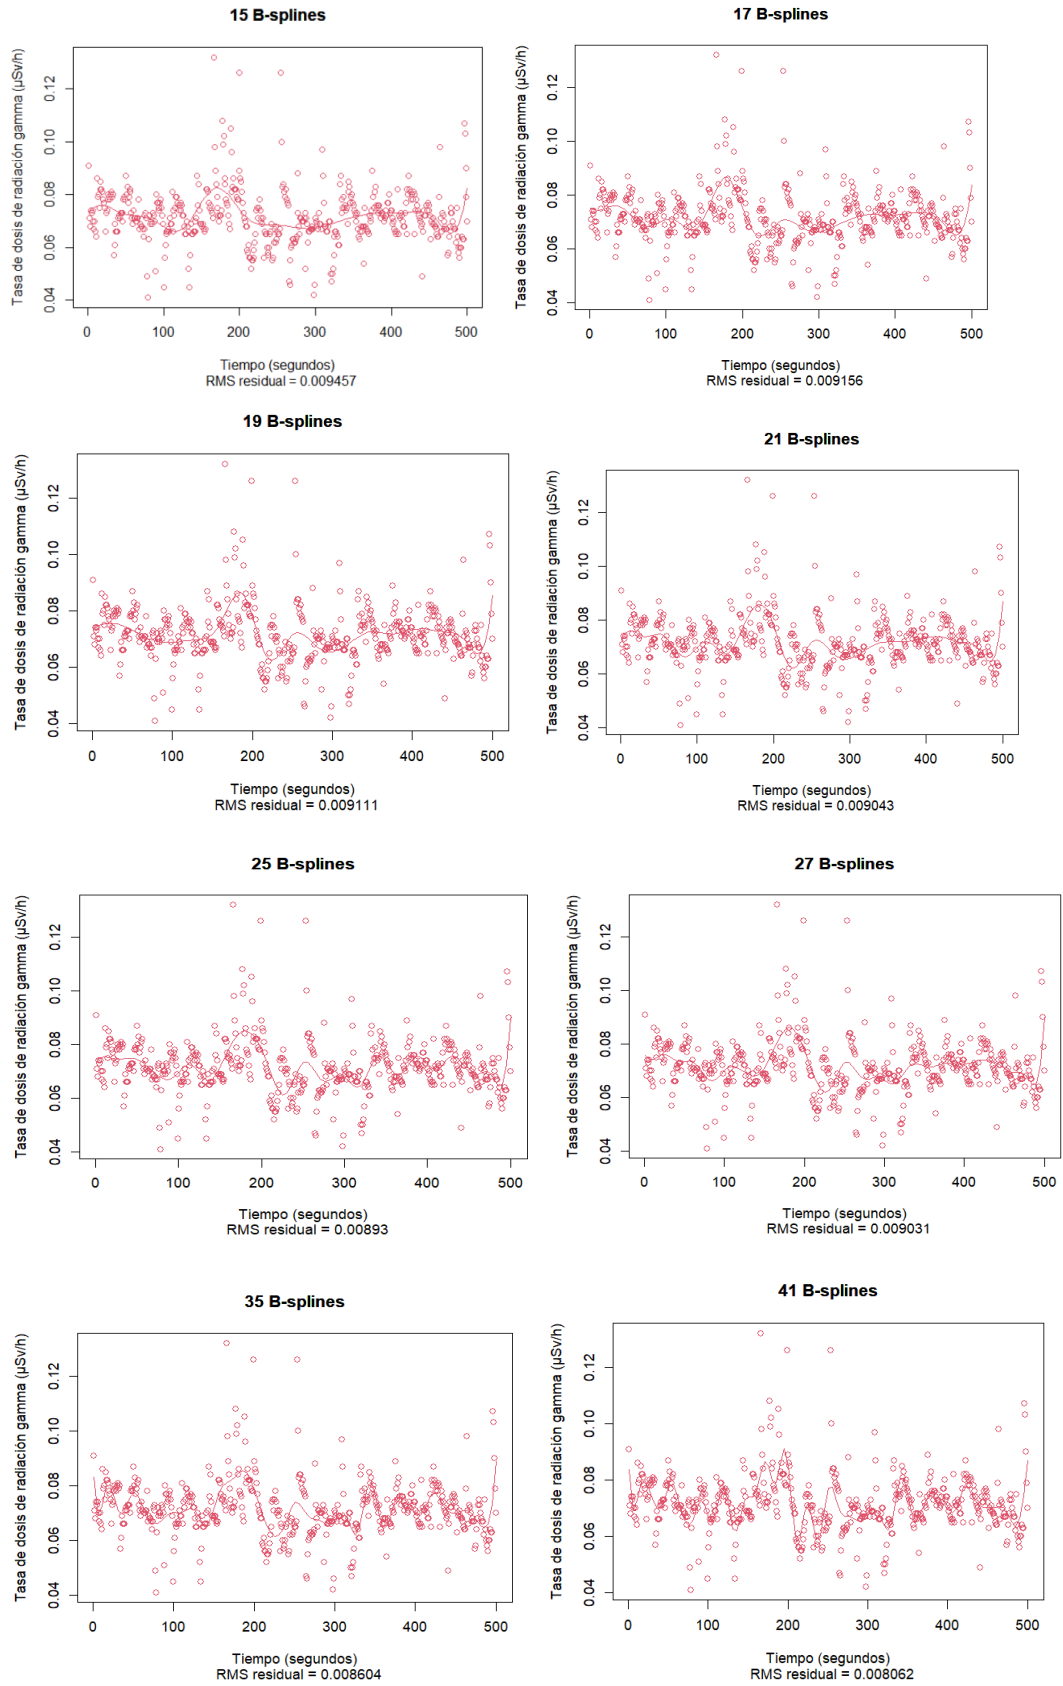 15 B-splines
Tasa de dosis de radiación gamma (µSv/h)
0.12
0.10
0.08
0.06
0.04
0 100 200 300 400 500
Tiempo (segundos)
RMS residual = 0.009457
17 B-splines
Tasa de dosis de radiación gamma (µSv/h)
0.12
0.10
0.08
0.06
0.04
0 100 200 300 400 500
Tiempo (segundos)
RMS residual = 0.009156
19 B-splines
Tasa de dosis de radiación gamma (µSv/h)
0.12
0.10
0.08
0.06
0.04
0 100 200 300 400 500
Tiempo (segundos)
RMS residual = 0.009111
21 B-splines
Tasa de dosis de radiación gamma (µSv/h)
0.12
0.10
0.08
0.06
0.04
0 100 200 300 400 500
Tiempo (segundos)
RMS residual = 0.009043
25 B-splines
Tasa de dosis de radiación gamma (µSv/h)
0.12
0.10
0.08
0.06
0.04
0 100 200 300 400 500
Tiempo (segundos)
RMS residual = 0.00893
27 B-splines
Tasa de dosis de radiación gamma (µSv/h)
0.12
0.10
0.08
0.06
0.04
0 100 200 300 400 500
Tiempo (segundos)
RMS residual = 0.009031
35 B-splines
Tasa de dosis de radiación gamma (µSv/h)
0.12
0.10
0.08
0.06
0.04
0 100 200 300 400 500
Tiempo (segundos)
RMS residual = 0.008604
41 B-splines
Tasa de dosis de radiación gamma (µSv/h)
0.12
0.10
0.08
0.06
0.04
0 100 200 300 400 500
Tiempo (segundos)
RMS residual = 0.008062